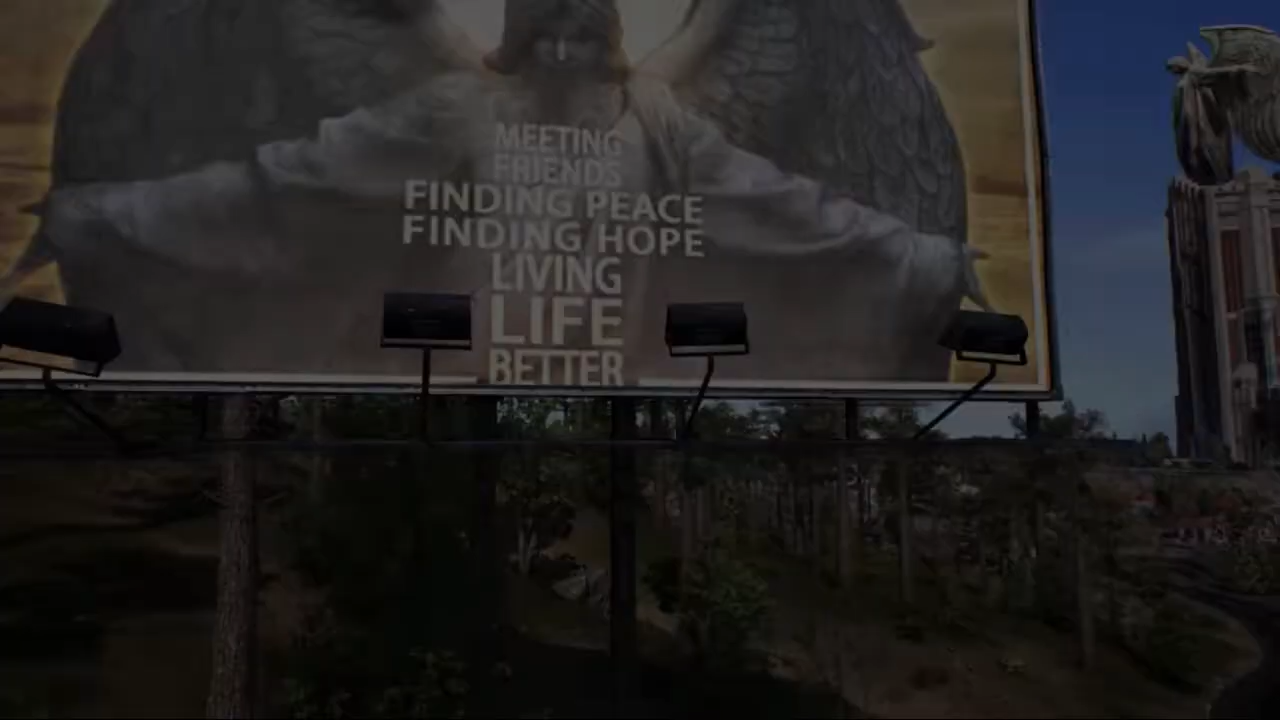 MEETING
FRIENDS
FINDING PEACE
FINDING HOPE
LIVING
LIFE
BETTER